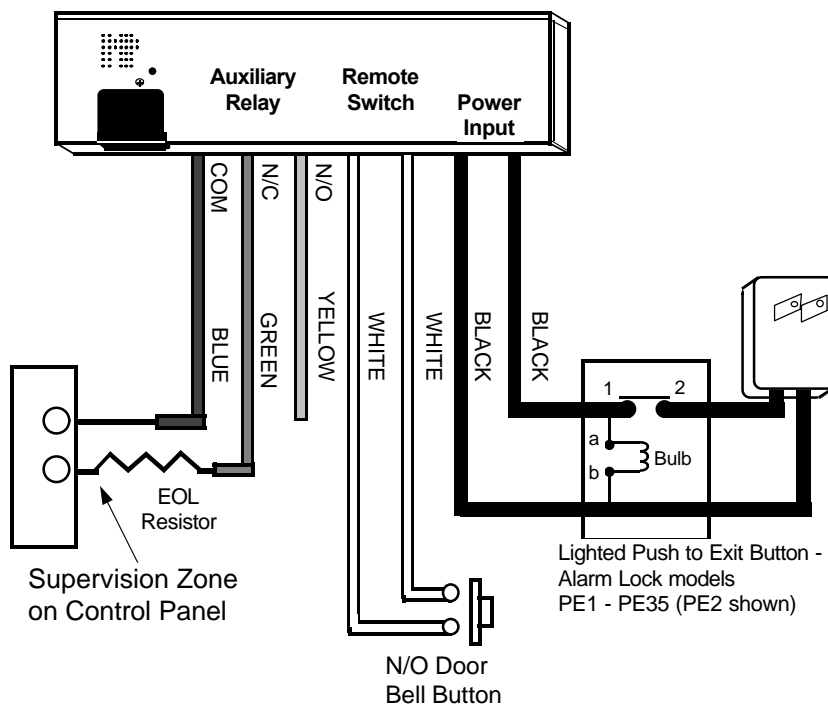 Auxiliary
Relay
Remote
Switch
Power
Input
COM
N/C
N/O
BLUE
GREEN
YELLOW
WHITE
WHITE
BLACK
BLACK
1
2
a
b
Bulb
EOL
Resistor
Supervision Zone
on Control Panel
Lighted Push to Exit Button -
Alarm Lock models
PE1 - PE35 (PE2 shown)
N/O Door
Bell Button